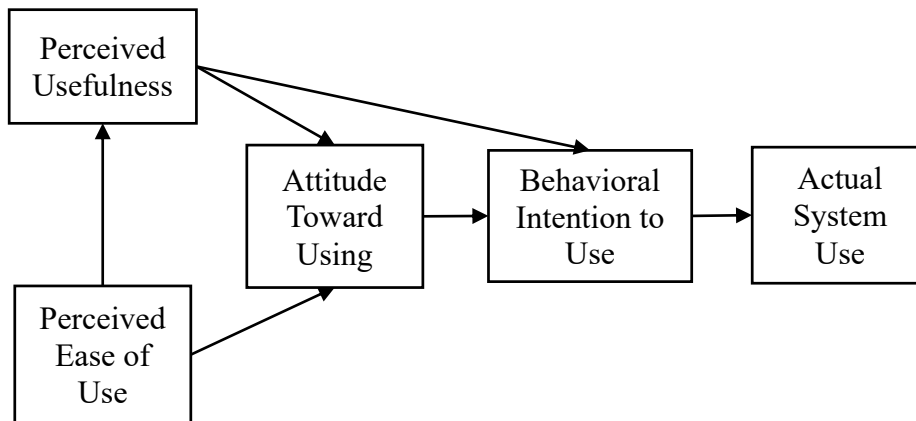 Perceived
Usefulness
Attitude
Toward
Using
Behavioral
Intention to
Use
Actual
System
Use
Perceived
Ease of
Use